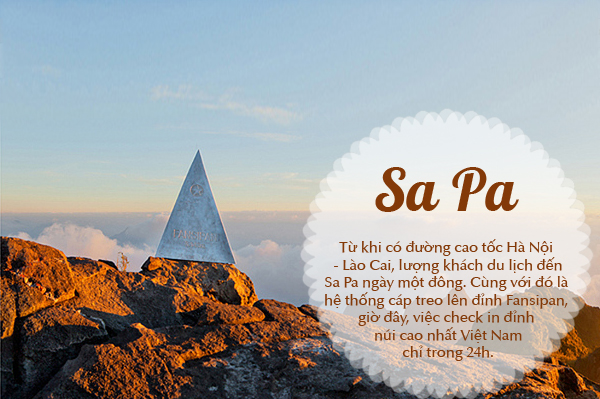 Sa Pa
Từ khi có đường cao tốc Hà Nội
- Lào Cai, lượng khách du lịch đến
Sa Pa ngày một đông. Cùng với đó là
hệ thống cáp treo lên đỉnh Fansipan,
giờ đây, việc check in đỉnh
núi cao nhất Việt Nam
chỉ trong 24h.